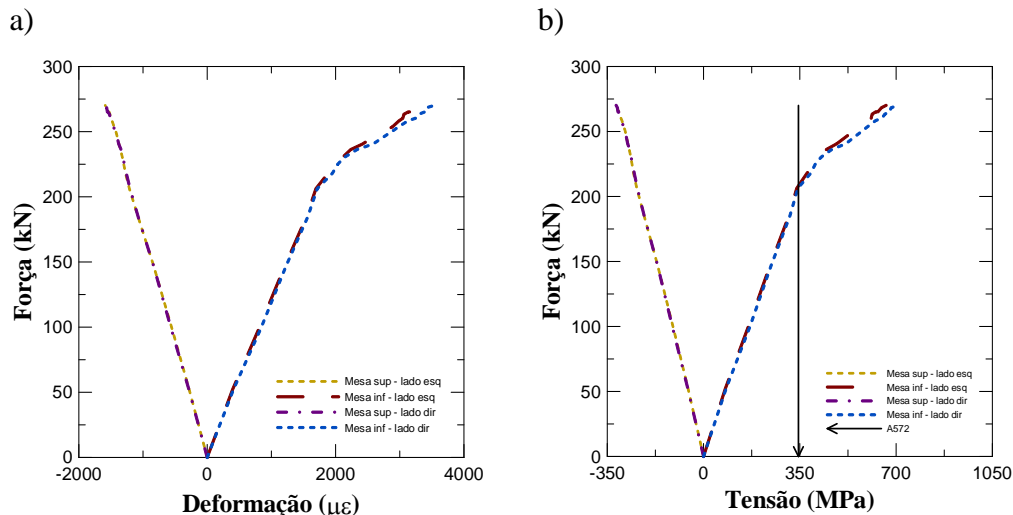 a)
300
250
200
150
100
50
0
Força (kN)
-2000
0
2000
4000
Deformação (με)
Mesa sup - lado esq
Mesa inf - lado esq
Mesa sup - lado dir
Mesa inf - lado dir
b)
300
250
200
150
100
50
0
Força (kN)
-350
0
350
700
1050
Tensão (MPa)
Mesa sup - lado esq
Mesa inf - lado esq
Mesa sup - lado dir
Mesa inf - lado dir
A572